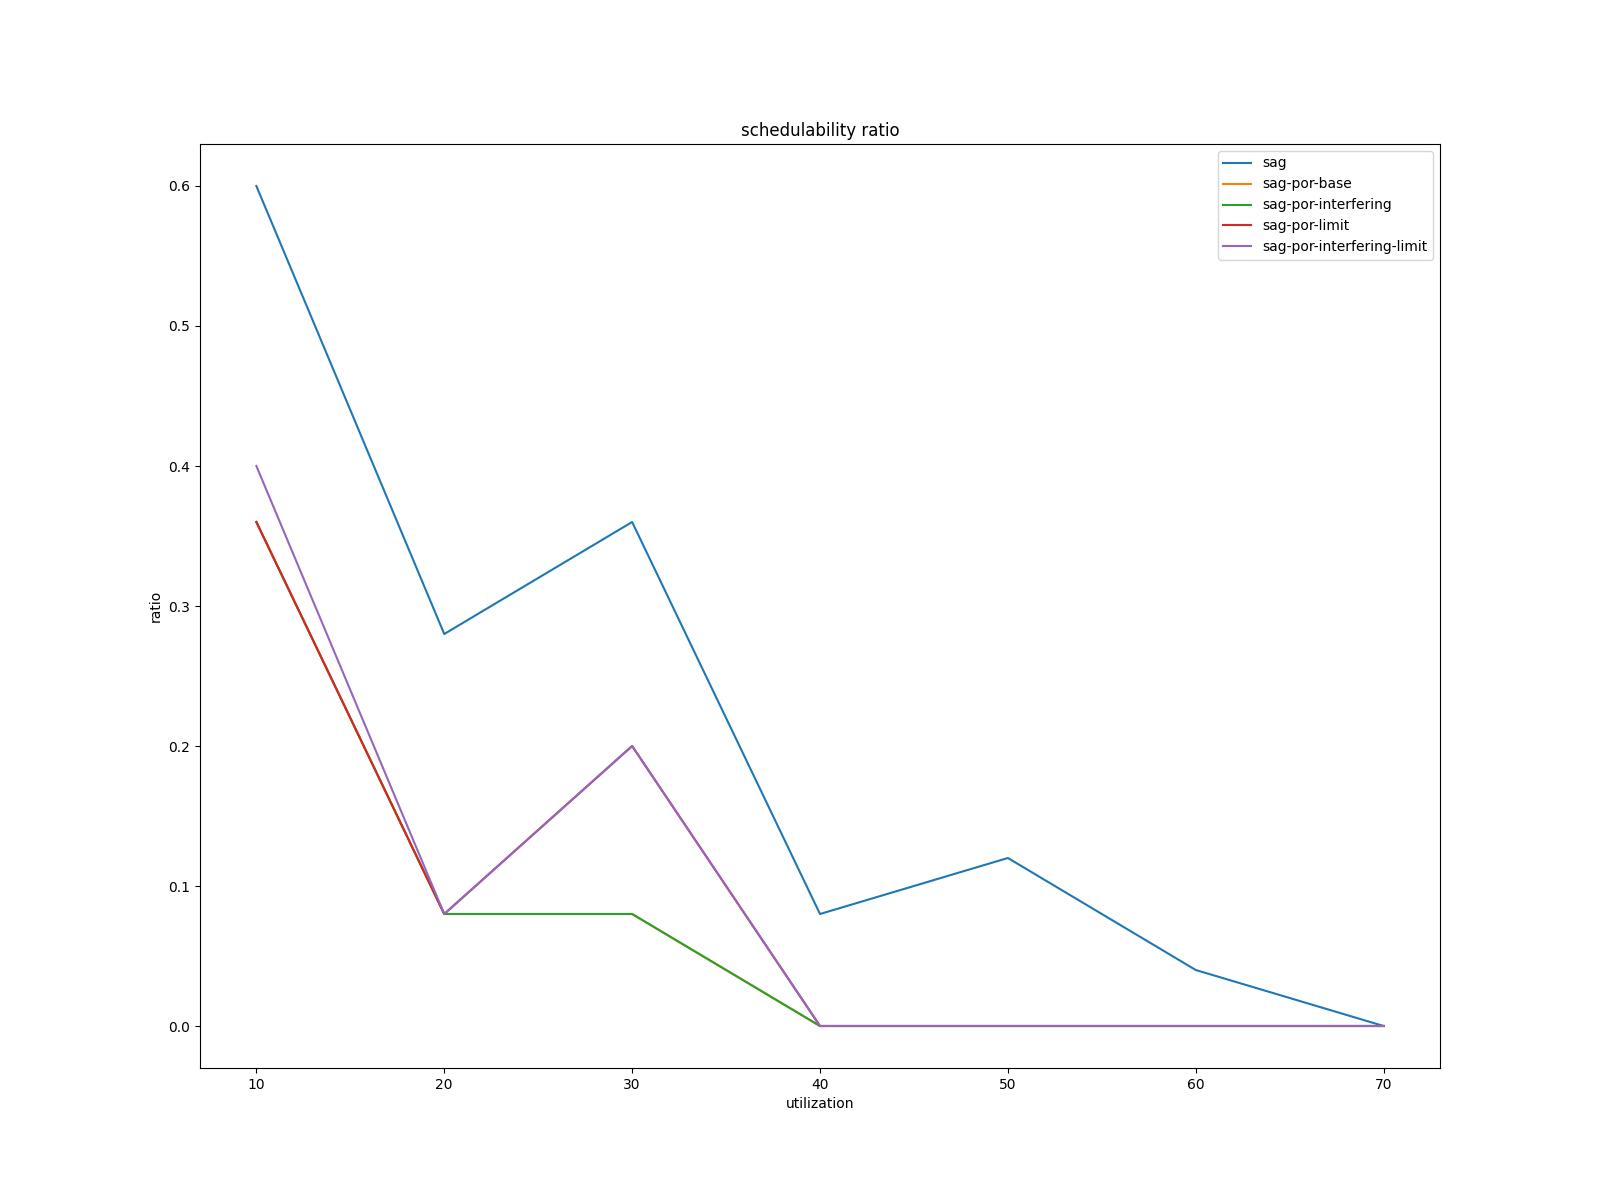 schedulability ratio
sag
sag-por-base
sag-por-interfering
sag-por-limit
sag-por-interfering-limit
0.6
0.5
0.4
0.3
0.2
0.1
0.0
ratio
10 20 30 40 50 60 70
utilization